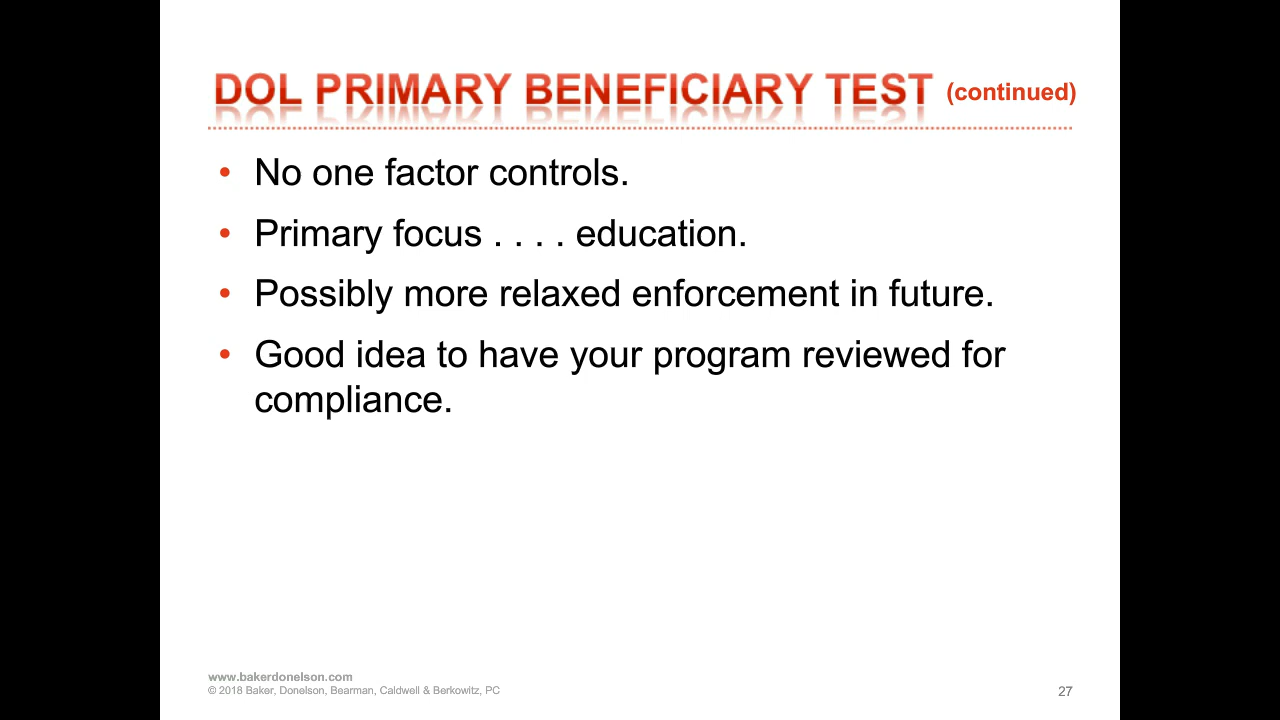 DOL PRIMARY BENEFICIARY TEST (continued)
• No one factor controls.
• Primary focus . . . . education.
• Possibly more relaxed enforcement in future.
• Good idea to have your program reviewed for
compliance.
www.bakerdonelson.com
© 2018 Baker, Donelson, Bearman, Caldwell & Berkowitz, PC
27